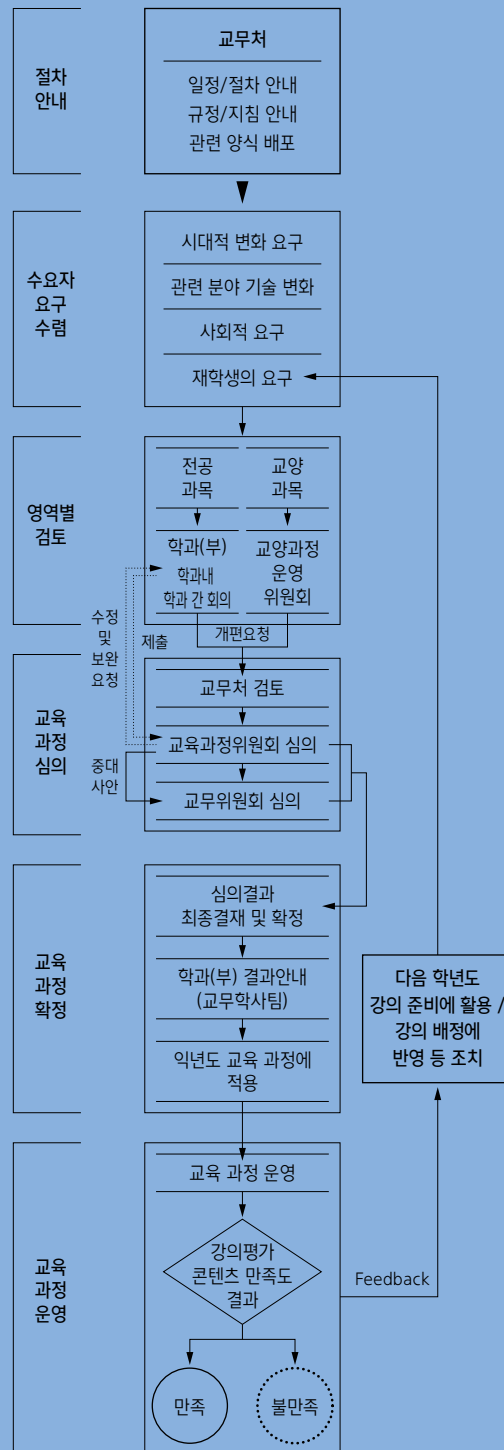 절차
안내
교무처
일정/절차 안내
규정/지침 안내
관련 양식 배포
수요자
요구
수렴
시대적 변화 요구
관련 분야 기술 변화
사회적 요구
재학생의 요구
영역별
검토
전공
과목
교양
과목
학과(부)
학과내
학과 간 회의
교양과정
운영
위원회
수정
및
보완
요청
제출
개편요청
교육
과정
심의
교무처 검토
교육과정위원회 심의
중대
사안
교무위원회 심의
교육
과정
확정
심의결과
최종결재 및 확정
학과(부) 결과안내
(교무학사팀)
익년도 교육 과정에
적용
다음 학년도
강의 준비에 활용 /
강의 배정에
반영 등 조치
교육
과정
운영
교육 과정 운영
강의평가
콘텐츠 만족도
결과
Feedback
만족
불만족